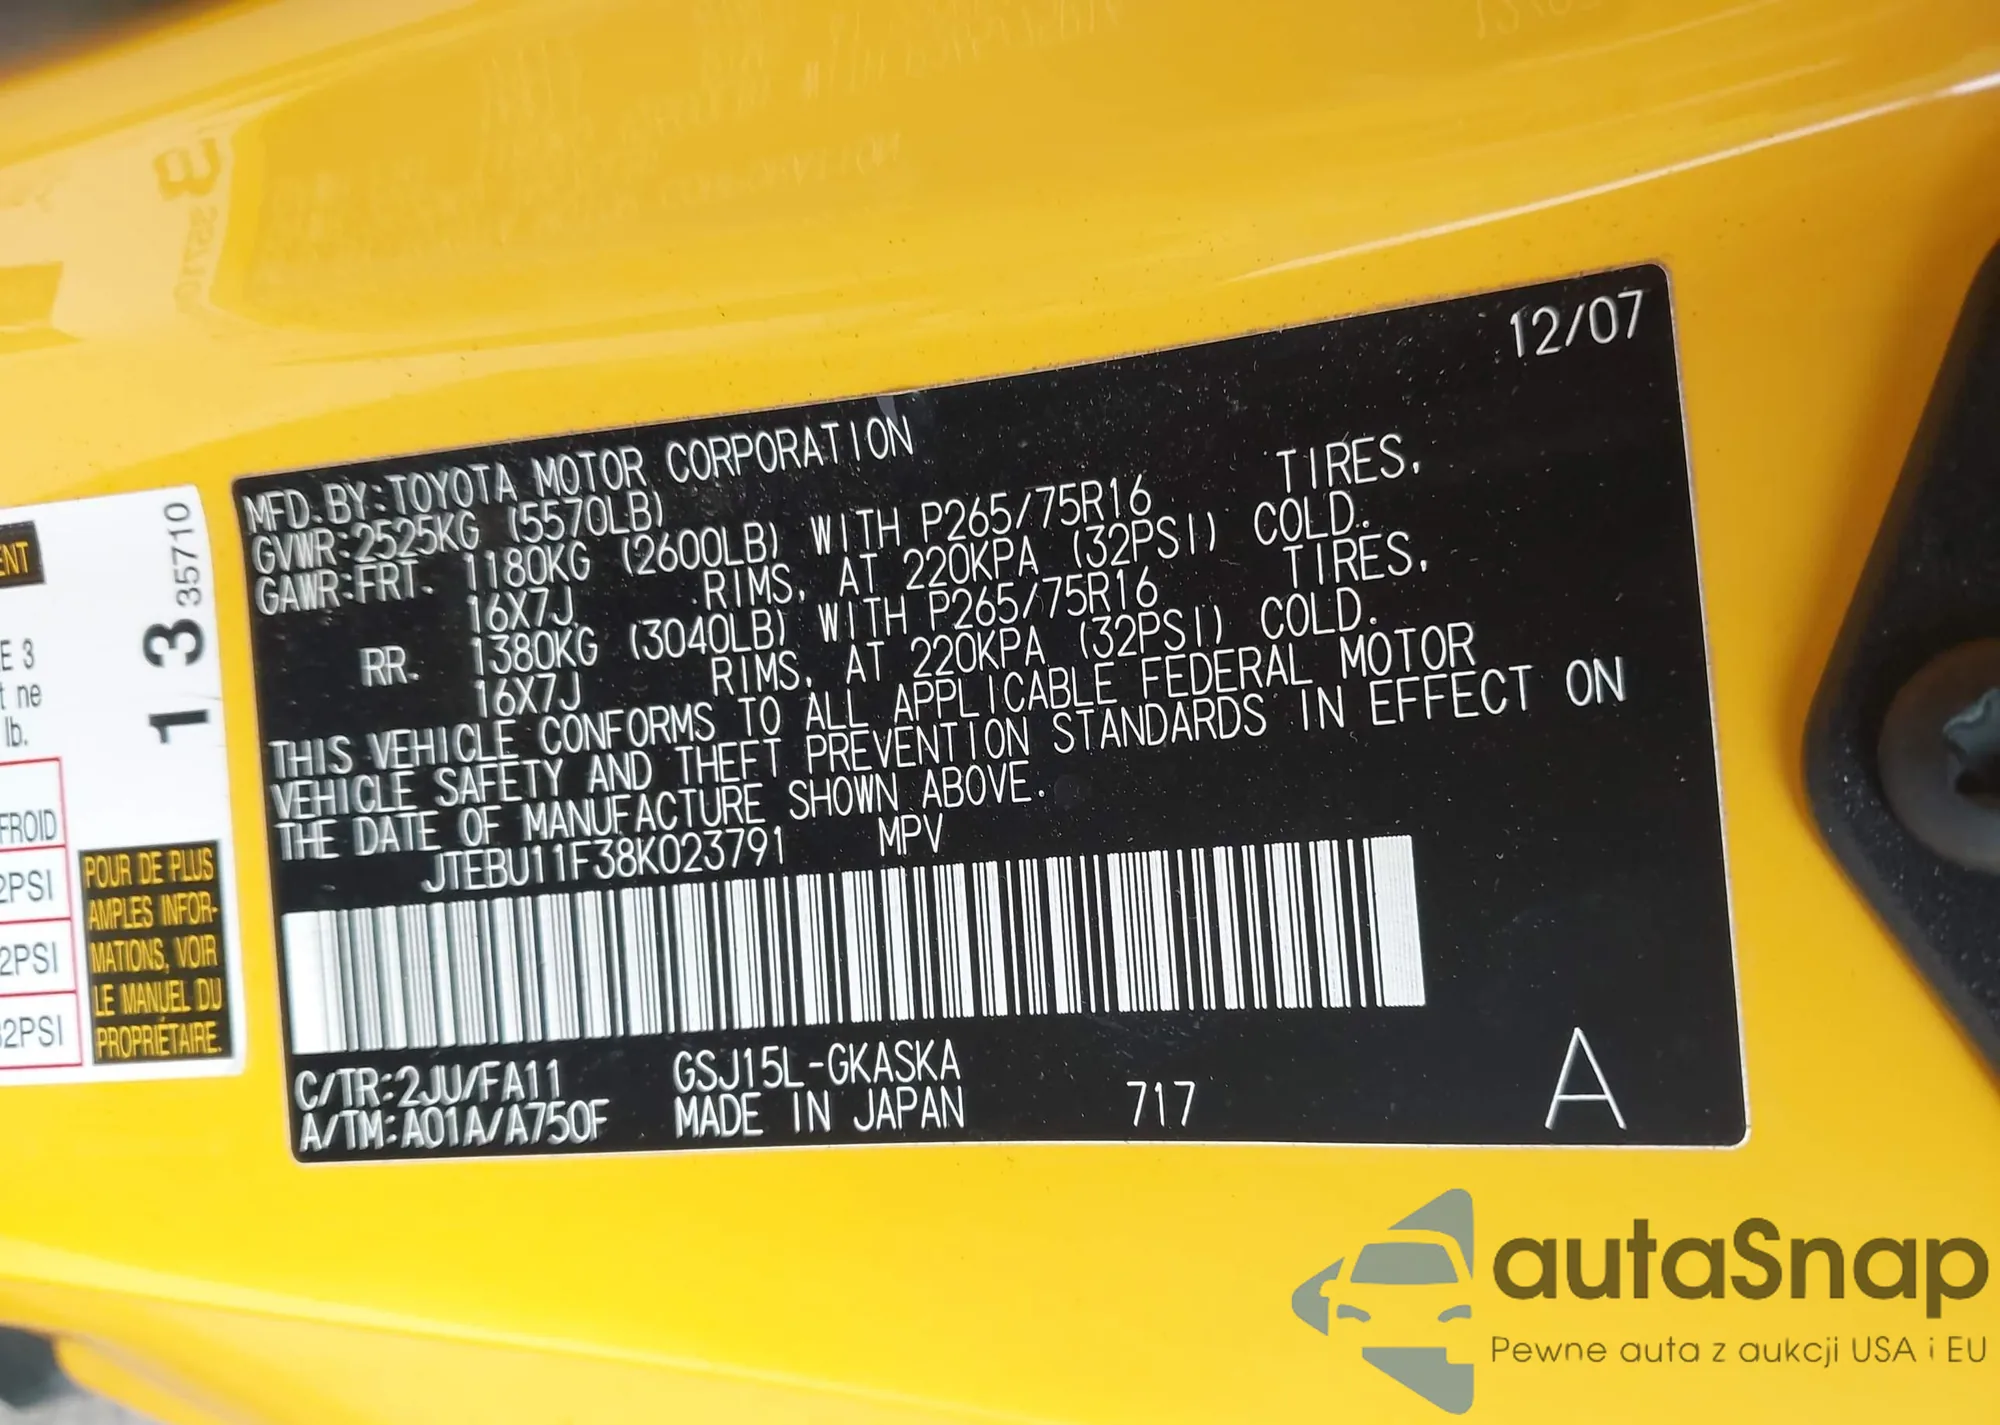 12/07
MFD. BY: TOYOTA MOTOR CORPORATION
GVWR: 2525KG (5570LB)
GAWR: FRT. 1180KG (2600LB) WITH P265/75R16 TIRES,
16X7J RIMS, AT 220KPA (32PSI) COLD.
RR. 1380KG (3040LB) WITH P265/75R16 TIRES,
16X7J RIMS, AT 220KPA (32PSI) COLD.
THIS VEHICLE CONFORMS TO ALL APPLICABLE FEDERAL MOTOR
VEHICLE SAFETY AND THEFT PREVENTION STANDARDS IN EFFECT ON
THE DATE OF MANUFACTURE SHOWN ABOVE.
JTEBU11F38K023791 MPV
C/TR: 2JU/FA11 GSJ15L-GKASKA
A/TM: A01A/A750F MADE IN JAPAN 717 A
13 35710
E 3
t ne
lb.
FROID
2PSI
2PSI
32PSI
POUR DE PLUS
AMPLES INFOR-
MATIONS, VOIR
LE MANUEL DU
PROPRIÉTAIRE.
autaSnap
Pewne auta z aukcji USA i EU